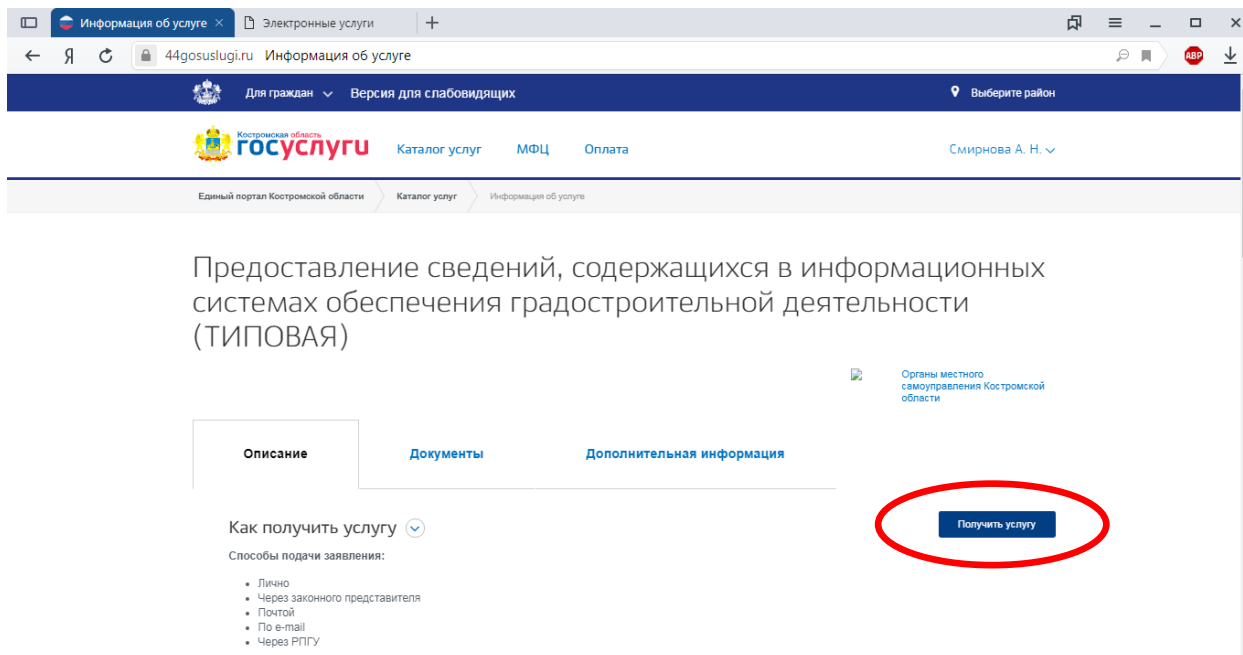 Информация об услуге
Электронные услуги
Я
44gosuslugi.ru Информация об услуге
ABP
Для граждан Версия для слабовидящих
Выберите район
Костромская область
госуслуги
Каталог услуг МФЦ Оплата
Смирнова А. Н.
Единый портал Костромской области Каталог услуг Информация об услуге
Предоставление сведений, содержащихся в информационных
системах обеспечения градостроительной деятельности
(ТИПОВАЯ)
Органы местного
самоуправления Костромской
области
Описание Документы Дополнительная информация
Получить услугу
Как получить услугу
Способы подачи заявления:
Лично
Через законного представителя
Почтой
По e-mail
Через РПГУ